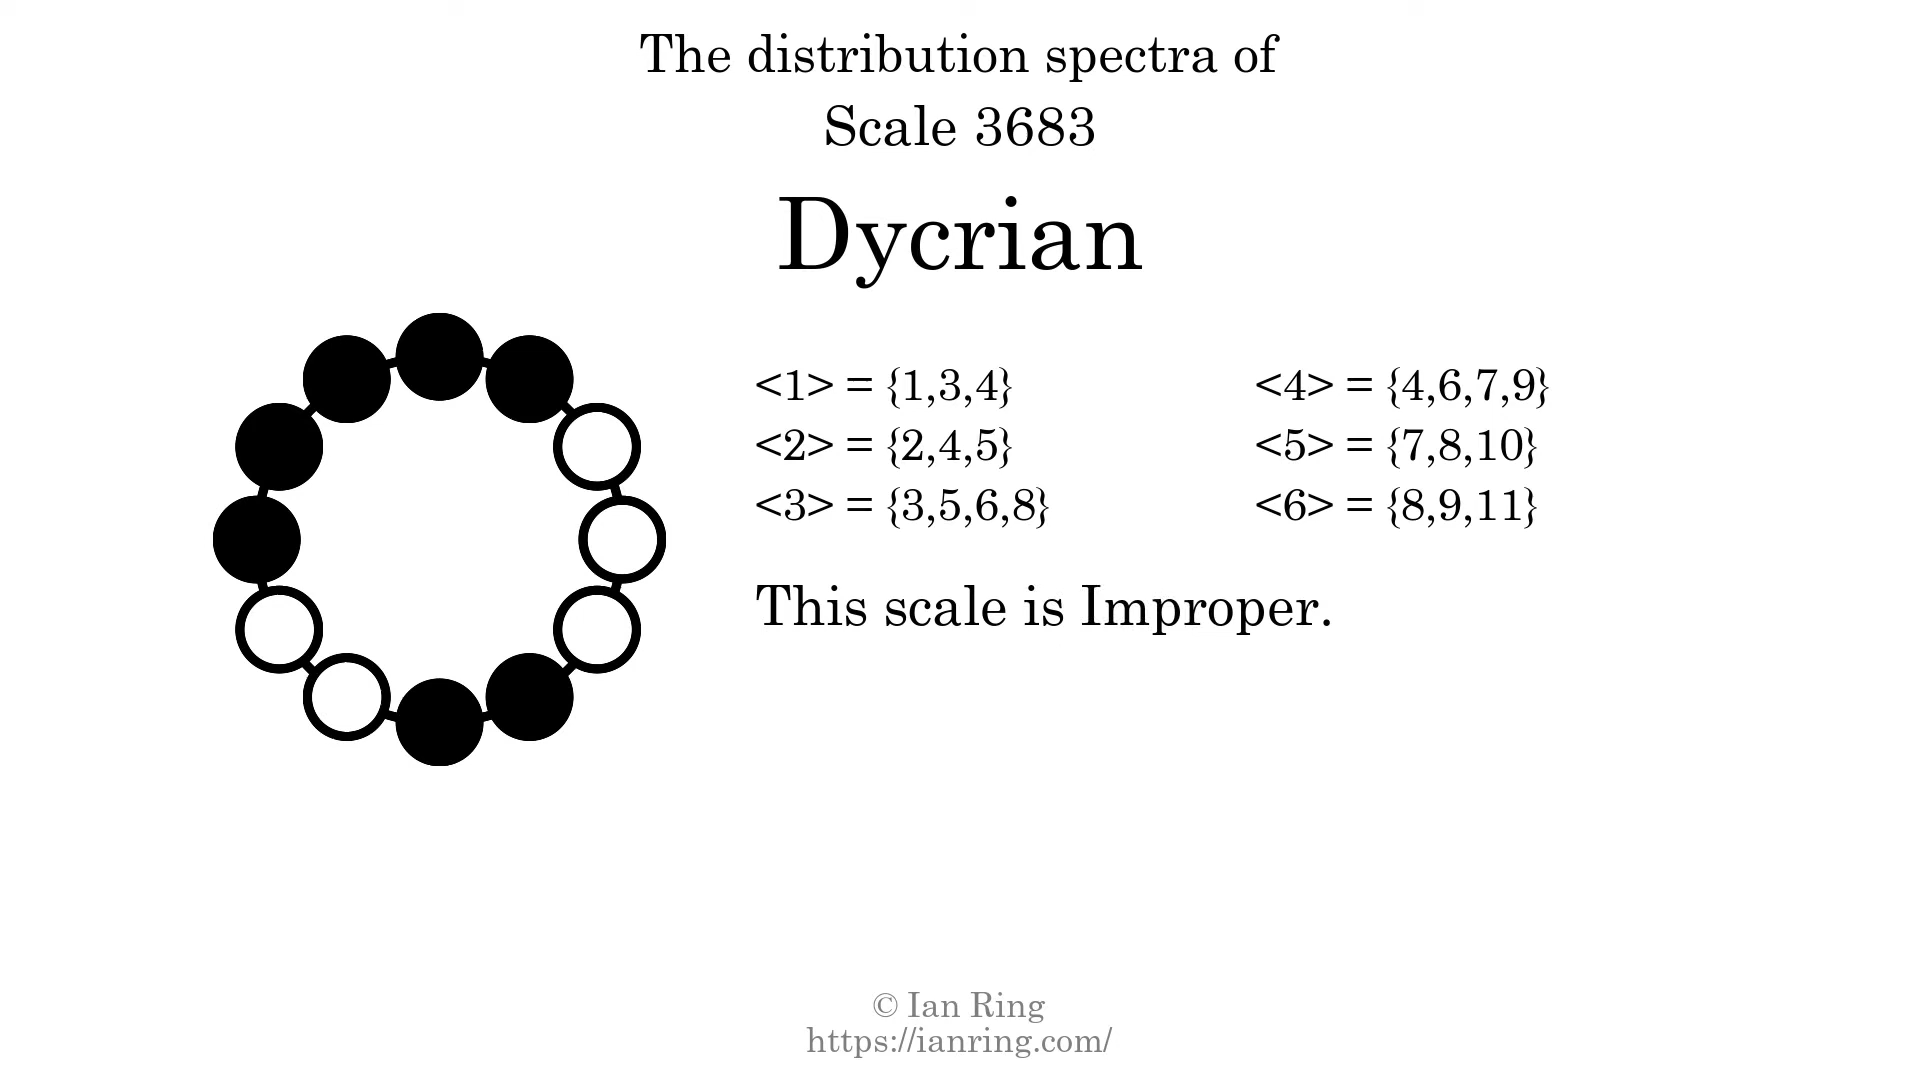 The distribution spectra of
Scale 3683
Dycrian
<1> = {1,3,4}
<2> = {2,4,5}
<3> = {3,5,6,8}
<4> = {4,6,7,9}
<5> = {7,8,10}
<6> = {8,9,11}
This scale is Improper.
© Ian Ring
https://ianring.com/